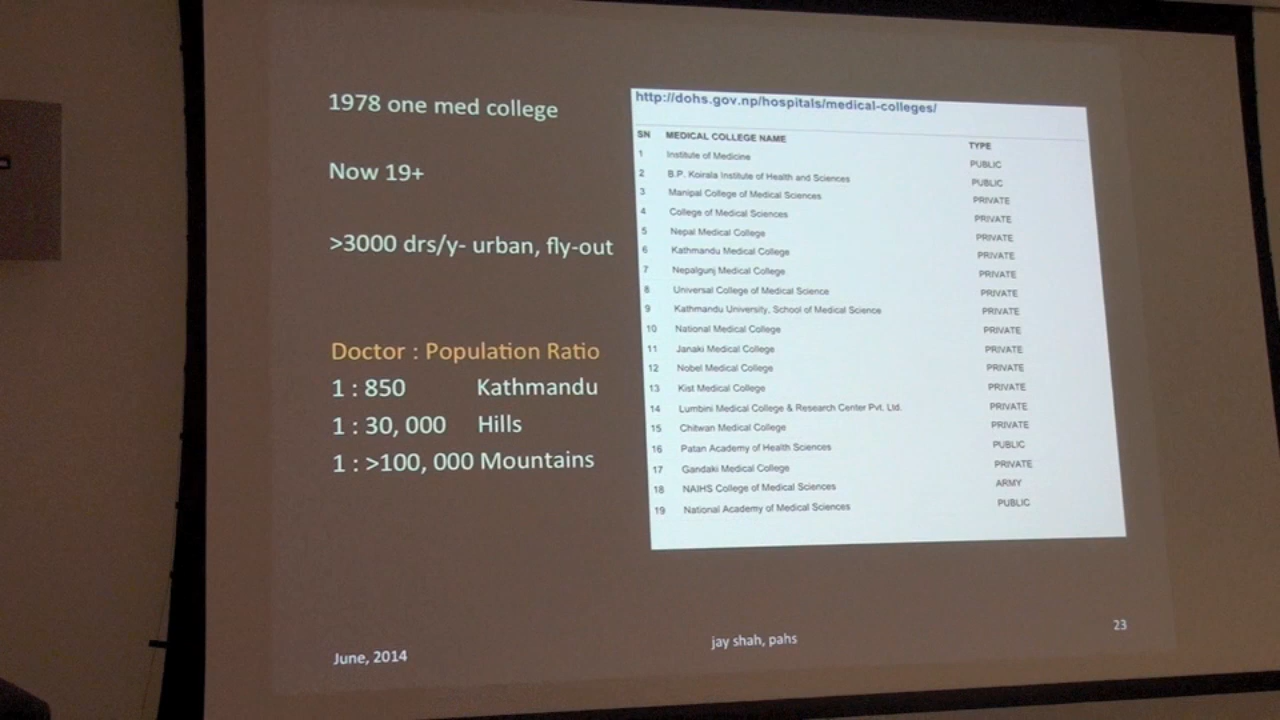 1978 one med college
Now 19+
>3000 drs/y- urban, fly-out
Doctor : Population Ratio
1 : 850 Kathmandu
1 : 30, 000 Hills
1 : >100, 000 Mountains
http://dohs.gov.np/hospitals/medical-colleges/
SN MEDICAL COLLEGE NAME TYPE
1 Institute of Medicine PUBLIC
2 B.P. Koirala Institute of Health and Sciences PUBLIC
3 Manipal College of Medical Sciences PRIVATE
4 College of Medical Sciences PRIVATE
5 Nepal Medical College PRIVATE
6 Kathmandu Medical College PRIVATE
7 Nepalgunj Medical College PRIVATE
8 Universal College of Medical Science PRIVATE
9 Kathmandu University, School of Medical Science PRIVATE
10 National Medical College PRIVATE
11 Janaki Medical College PRIVATE
12 Nobel Medical College PRIVATE
13 Kist Medical College PRIVATE
14 Lumbini Medical College & Research Center Pvt. Ltd. PRIVATE
15 Chitwan Medical College PRIVATE
16 Patan Academy of Health Sciences PUBLIC
17 Gandaki Medical College PRIVATE
18 NAIHS College of Medical Sciences ARMY
19 National Academy of Medical Sciences PUBLIC
June, 2014
jay shah, pahs
23